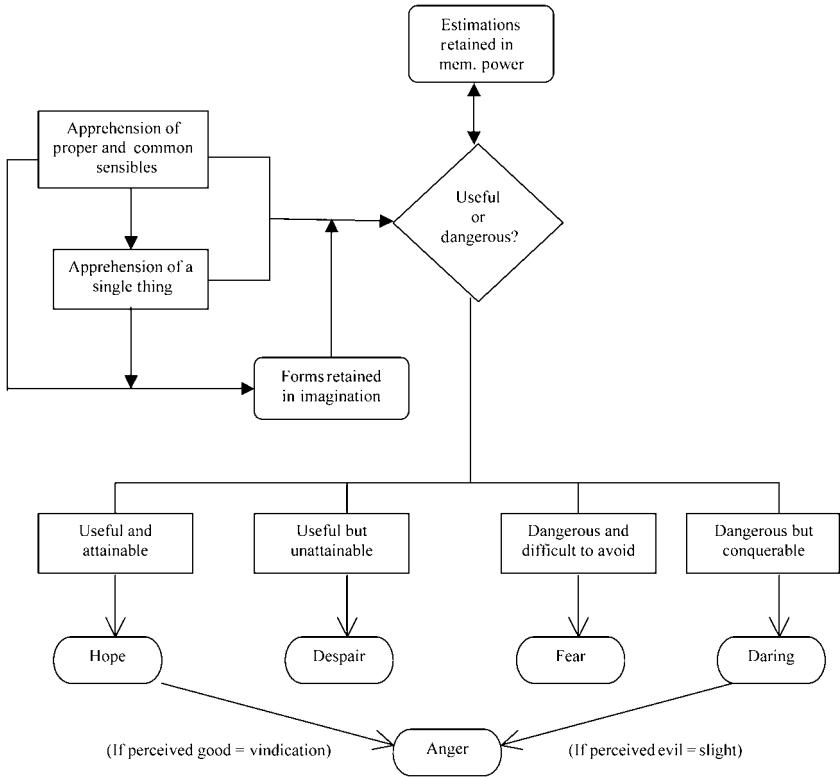 Estimations
retained in
mem. power
Apprehension of
proper and common
sensibles
Useful
or
dangerous?
Apprehension of a
single thing
Forms retained
in imagination
Useful and
attainable
Useful but
unattainable
Dangerous and
difficult to avoid
Dangerous but
conquerable
Hope
Despair
Fear
Daring
(If perceived good = vindication)
Anger
(If perceived evil = slight)